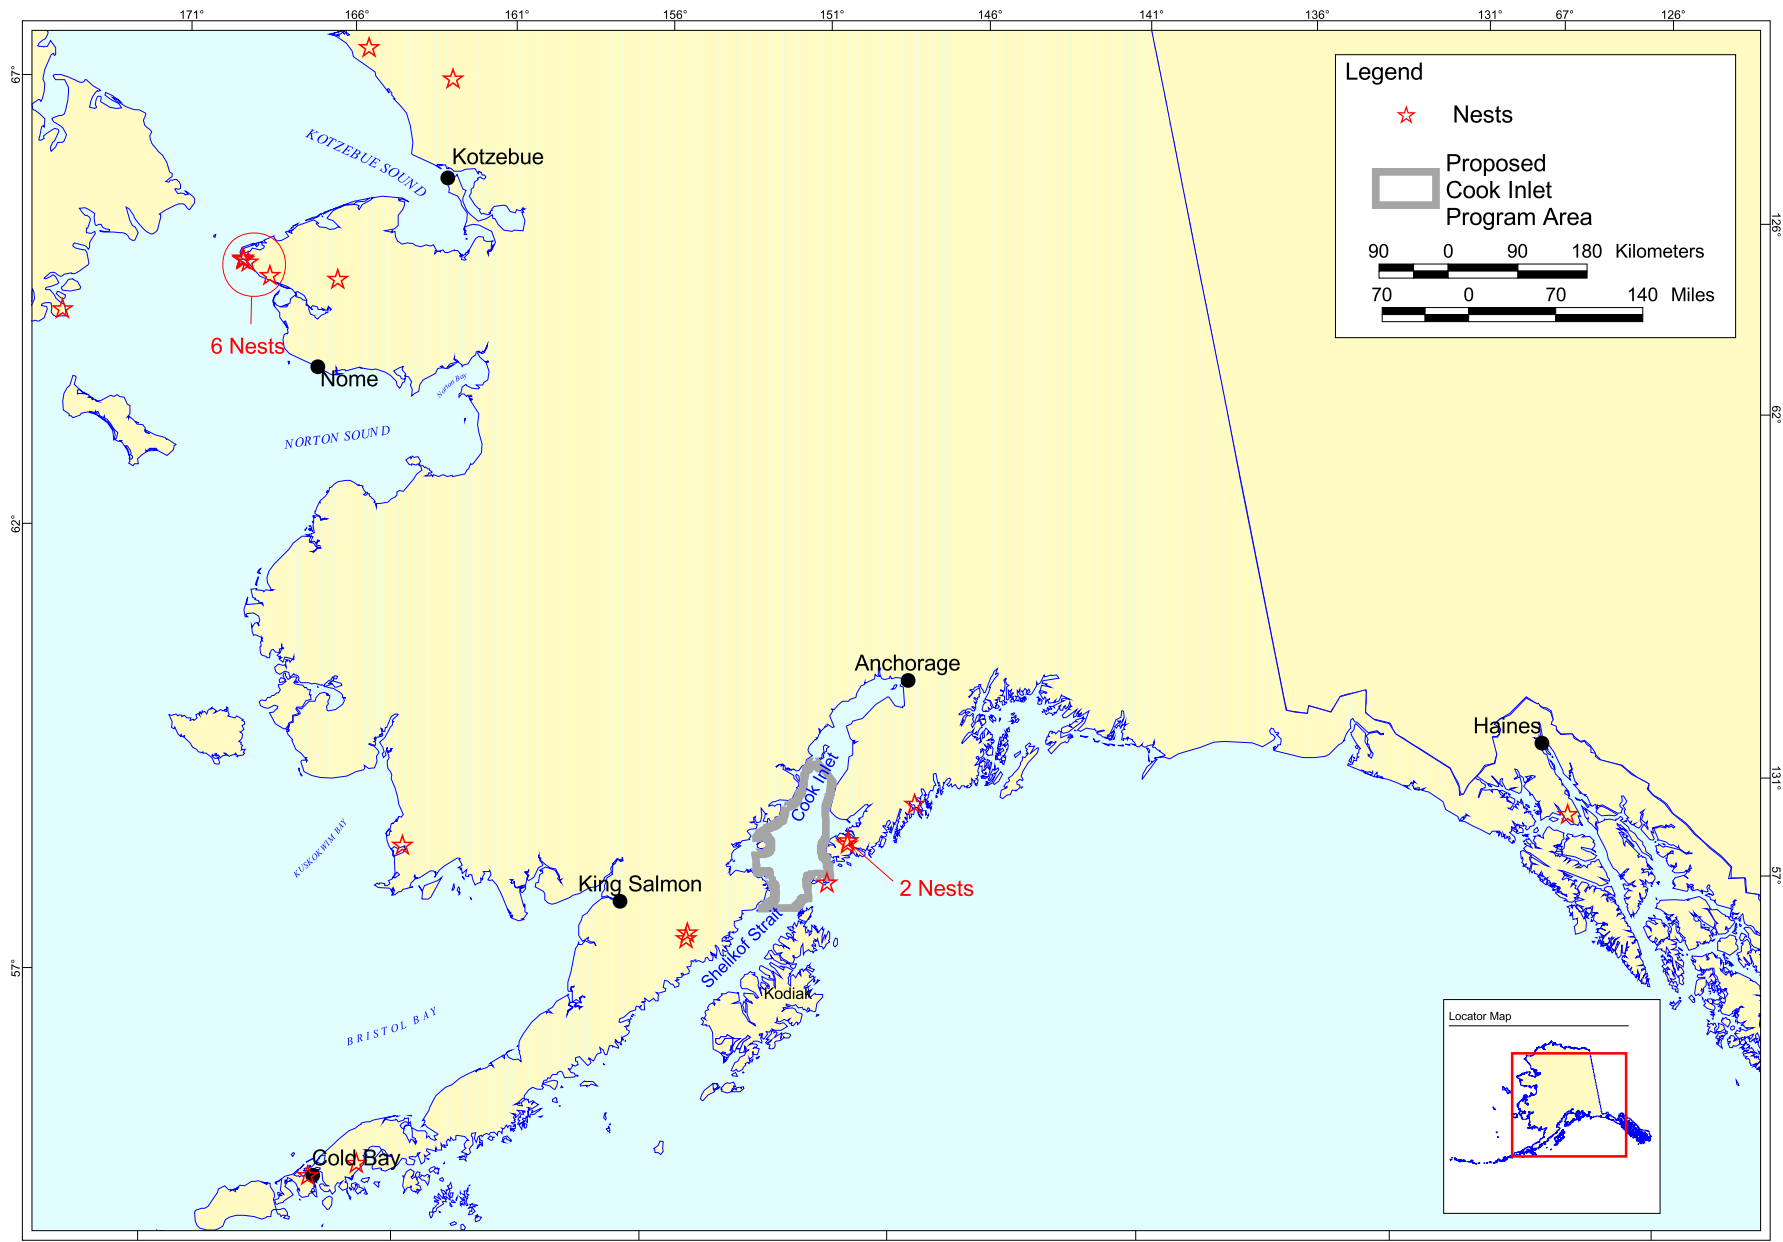 171°
166°
161°
156°
151°
146°
141°
136°
131°
67°
126°
67°
62°
57°
126°
62°
131°
57°
Legend
Nests
Proposed
Cook Inlet
Program Area
90 0 90 180 Kilometers
70 0 70 140 Miles
KOTZEBUE SOUND
Kotzebue
6 Nests
Nome
Norton Bay
NORTON SOUND
Anchorage
Haines
Cook Inlet
KUSKOKWIM BAY
King Salmon
2 Nests
Shelikof Strait
Kodiak
BRISTOL BAY
Cold Bay
Locator Map